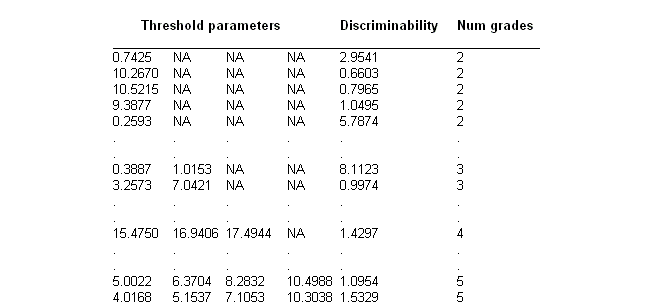 Threshold parameters Discriminability Num grades
0.7425 NA NA NA 2.9541 2
10.2670 NA NA NA 0.6603 2
10.5215 NA NA NA 0.7965 2
9.3877 NA NA NA 1.0495 2
0.2593 NA NA NA 5.7874 2
. . . . . .
. . . . . .
0.3887 1.0153 NA NA 8.1123 3
3.2573 7.0421 NA NA 0.9974 3
. . . . . .
. . . . . .
15.4750 16.9406 17.4944 NA 1.4297 4
. . . . . .
. . . . . .
5.0022 6.3704 8.2832 10.4988 1.0954 5
4.0168 5.1537 7.1053 10.3038 1.5329 5